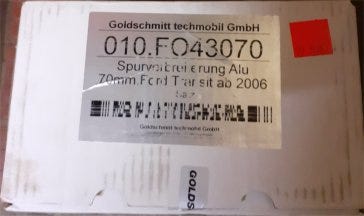 Goldschmitt techmobil GmbH
010.FO43070
Spurverbreiterung Alu
70mm Ford Transit ab 2006
Satz
Goldschmitt techmobil GmbH
GOLDS